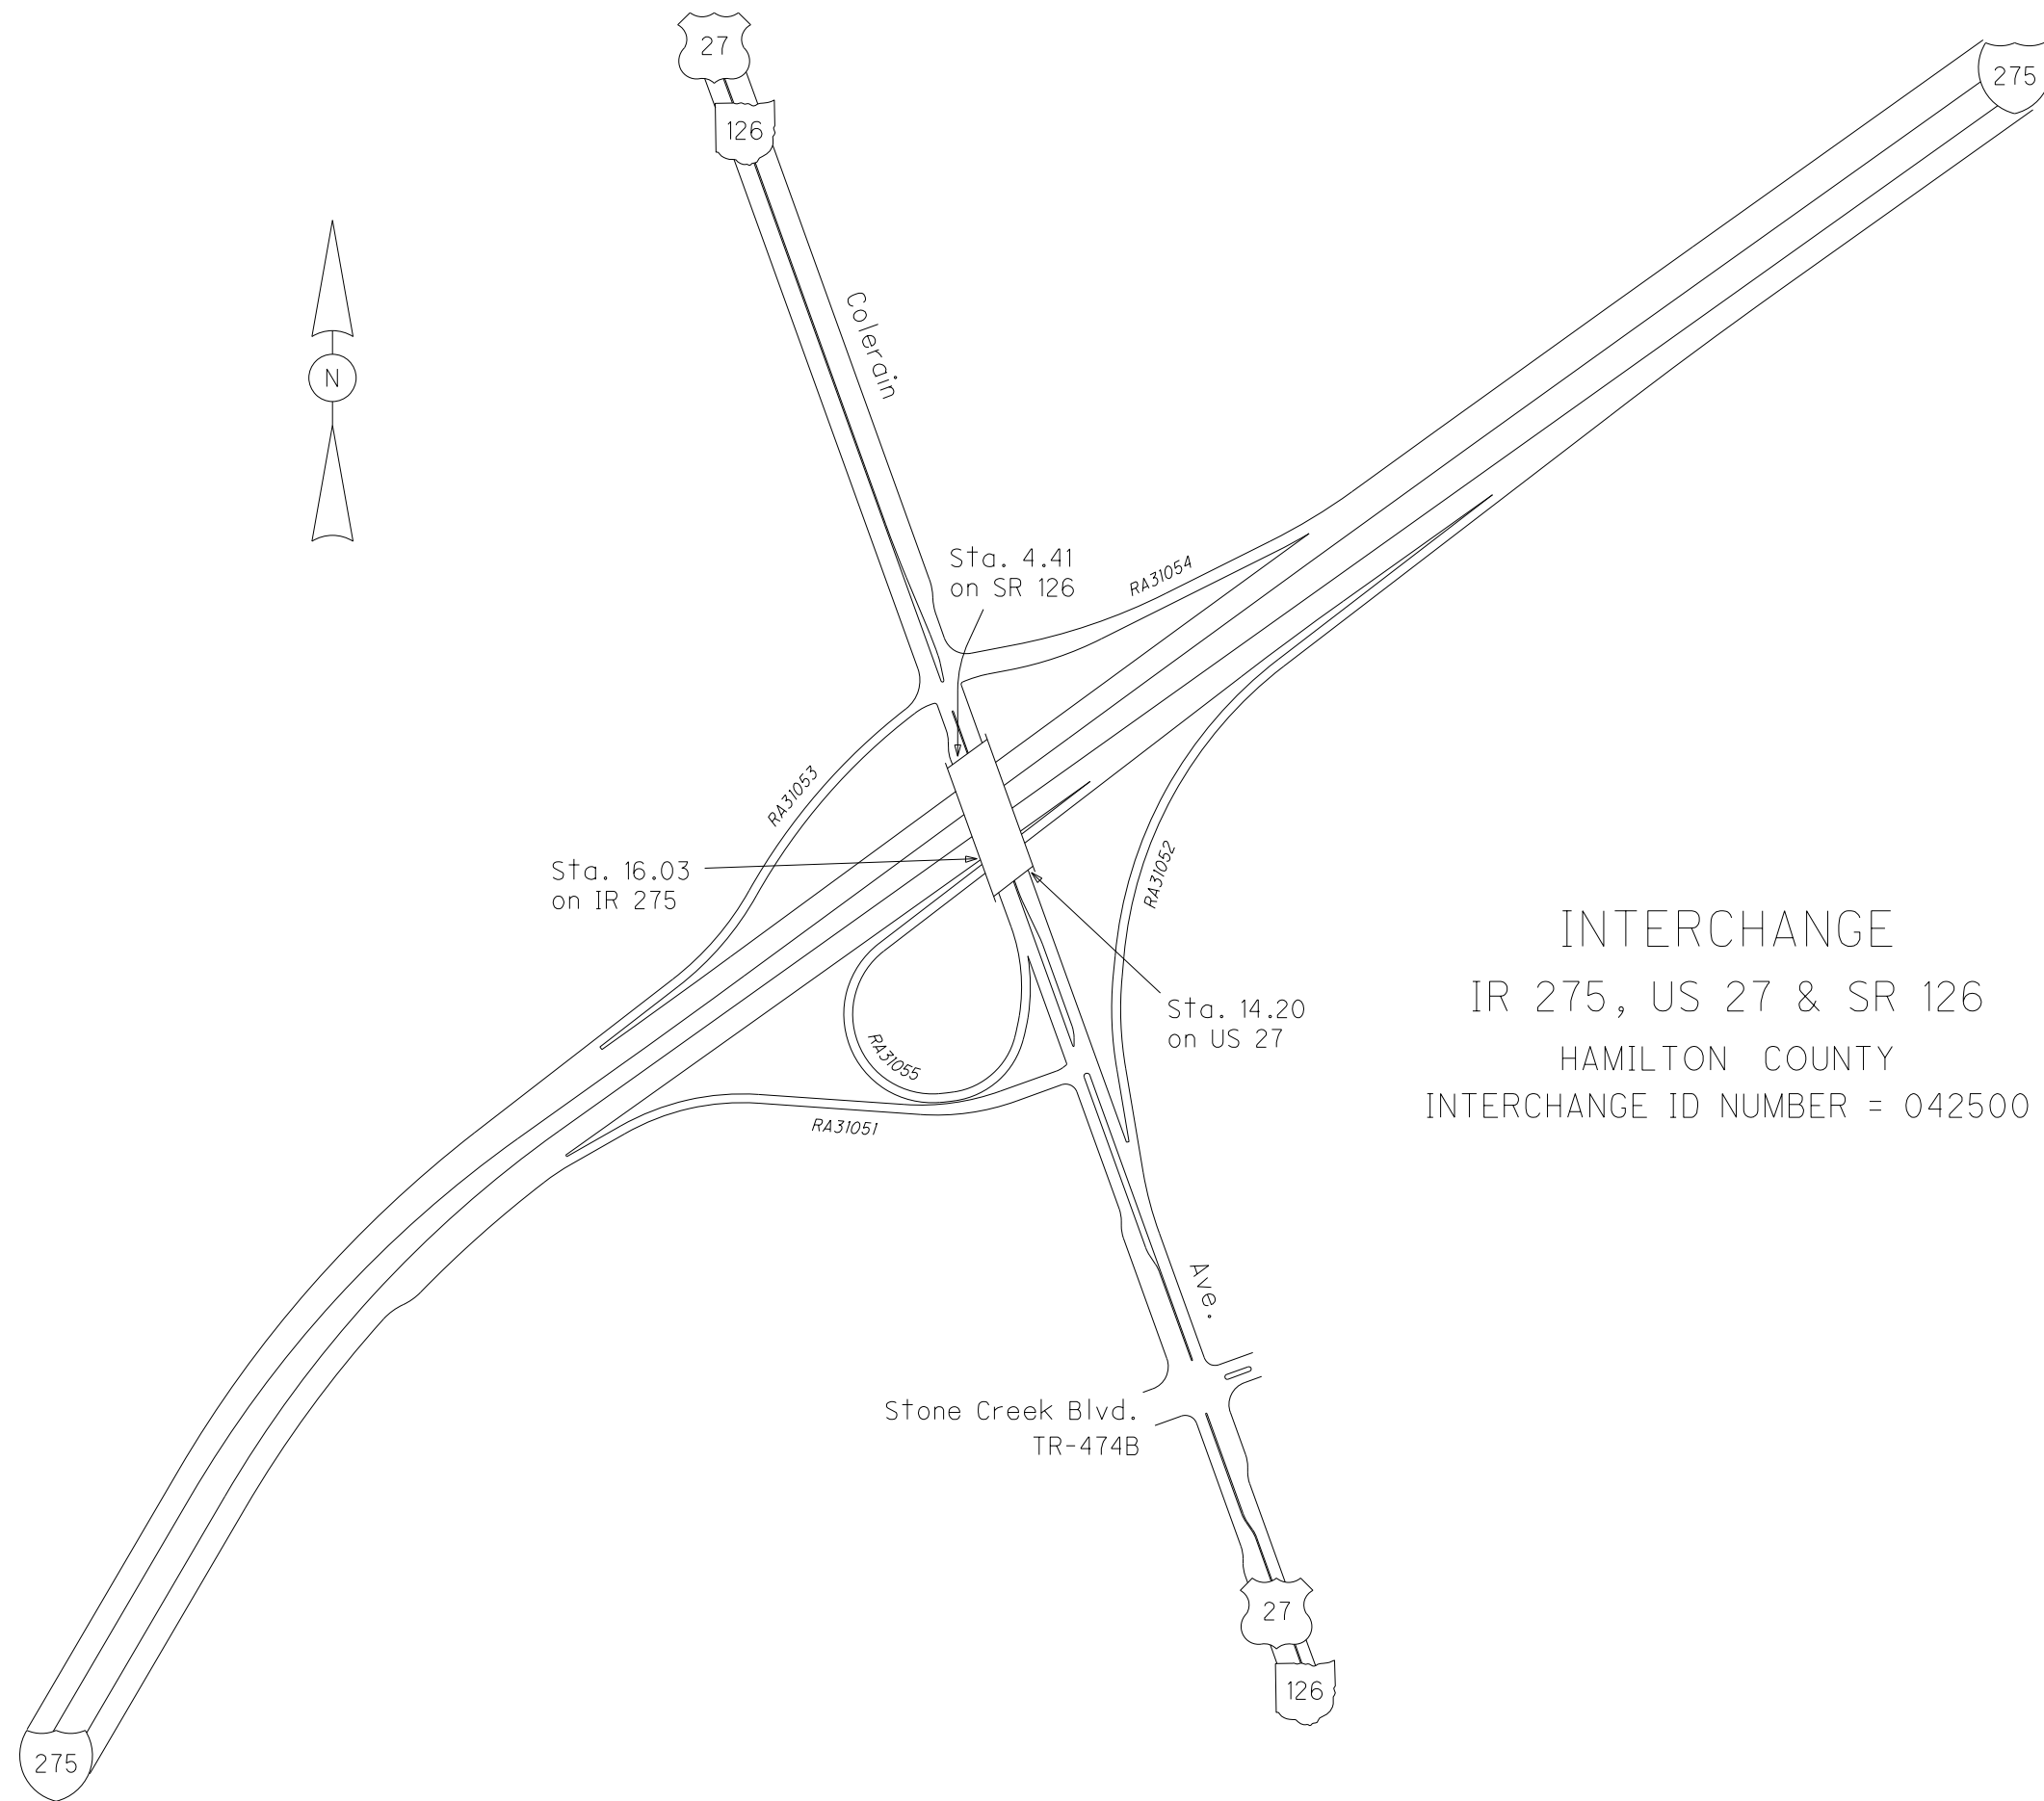 27
275
126
Colerain
N
Sta. 4.41
on SR 126
RA31054
RA31053
Sta. 16.03
on IR 275
RA31052
INTERCHANGE
IR 275, US 27 & SR 126
HAMILTON COUNTY
INTERCHANGE ID NUMBER = 042500
Sta. 14.20
on US 27
RA31055
RA31051
Ave.
Stone Creek Blvd.
TR-474B
27
126
275